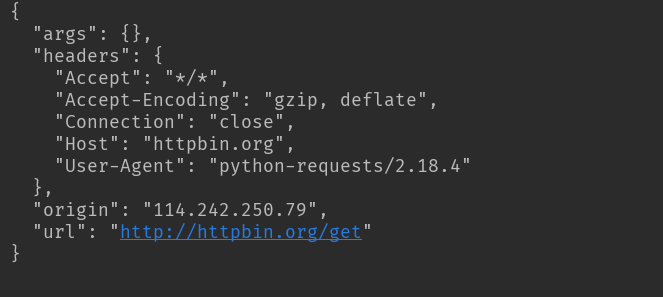 {
  "args": {},
  "headers": {
    "Accept": "*/*",
    "Accept-Encoding": "gzip, deflate",
    "Connection": "close",
    "Host": "httpbin.org",
    "User-Agent": "python-requests/2.18.4"
  },
  "origin": "114.242.250.79",
  "url": "http://httpbin.org/get"
}